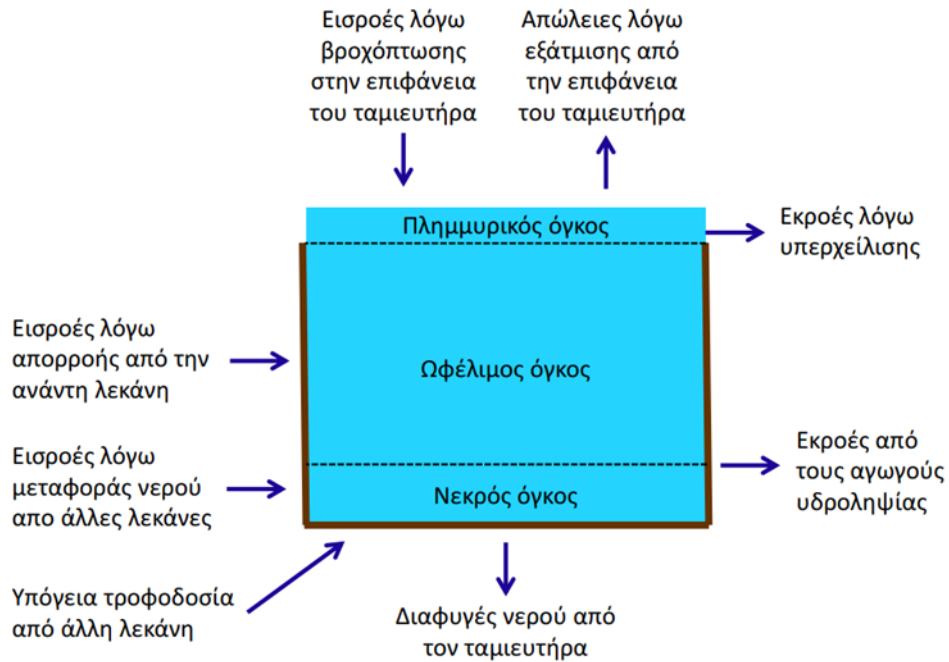 Εισροές λόγω
βροχόπτωσης
στην επιφάνεια
του ταμιευτήρα
Απώλειες λόγω
εξάτμισης από
την επιφάνεια
του ταμιευτήρα
Πλημμυρικός όγκος
Εκροές λόγω
υπερχείλισης
Εισροές λόγω
απορροής από την
ανάντη λεκάνη
Ωφέλιμος όγκος
Εισροές λόγω
μεταφοράς νερού
απο άλλες λεκάνες
Νεκρός όγκος
Εκροές από
τους αγωγούς
υδροληψίας
Υπόγεια τροφοδοσία
από άλλη λεκάνη
Διαφυγές νερού από
τον ταμιευτήρα